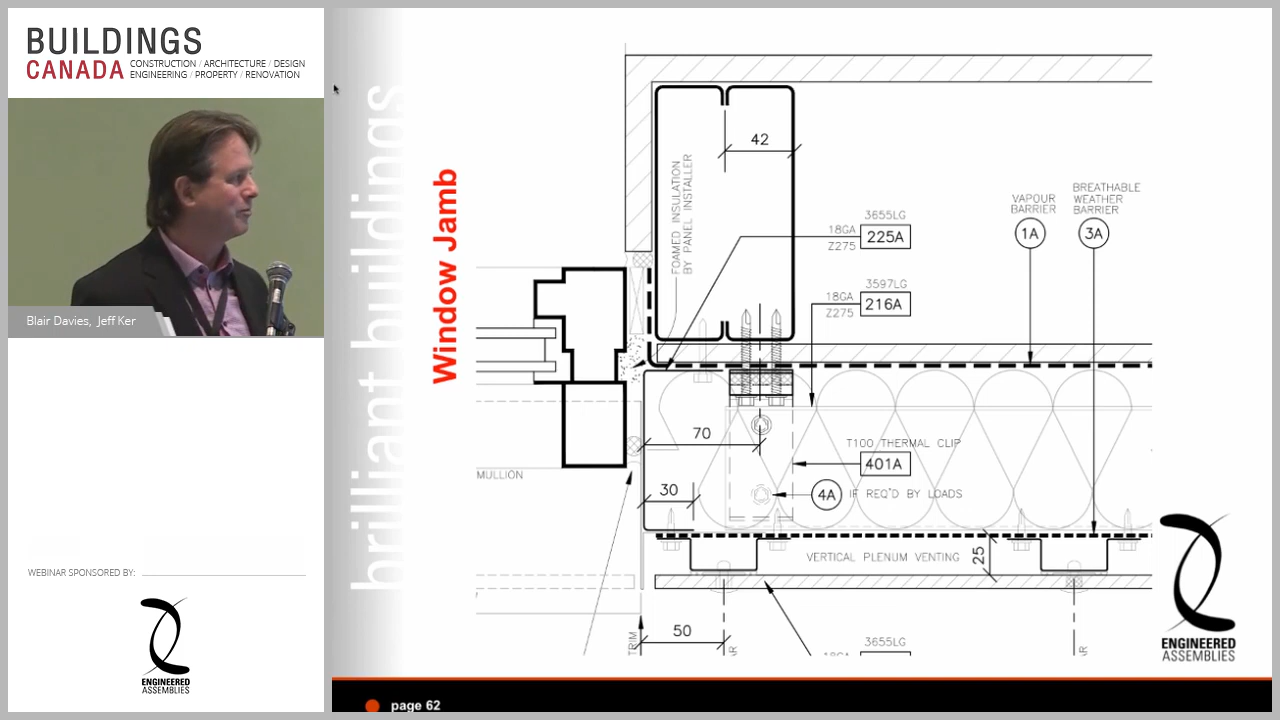 BUILDINGS
CANADA
CONSTRUCTION / ARCHITECTURE / DESIGN
ENGINEERING / PROPERTY / RENOVATION
Blair Davies, Jeff Ker
WEBINAR SPONSORED BY:
ENGINEERED
ASSEMBLIES
brilliant buildings
Window Jamb
42
FOAMED INSULATION
BY PANEL INSTALLER
3655LG
18GA
Z275
225A
3597LG
18GA
Z275
216A
VAPOUR
BARRIER
1A
BREATHABLE
WEATHER
BARRIER
3A
70
T100 THERMAL CLIP
401A
30
4A
IF REQ'D BY LOADS
MULLION
VERTICAL PLENUM VENTING
25
50
TRIM
3655LG
18GA
ENGINEERED
ASSEMBLIES
page 62